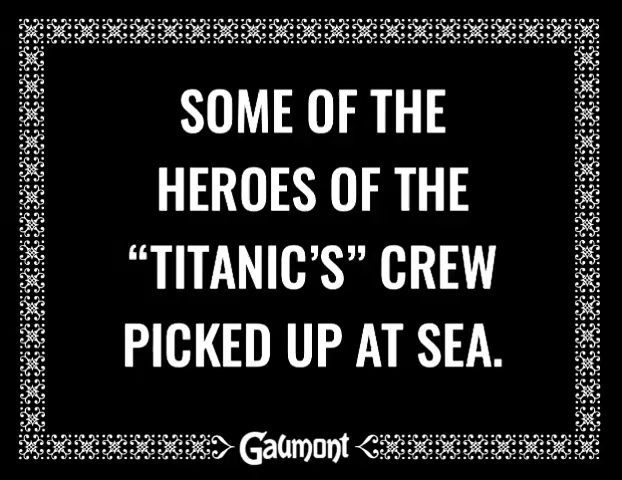 SOME OF THE
HEROES OF THE
“TITANIC’S” CREW
PICKED UP AT SEA.
Gaumont